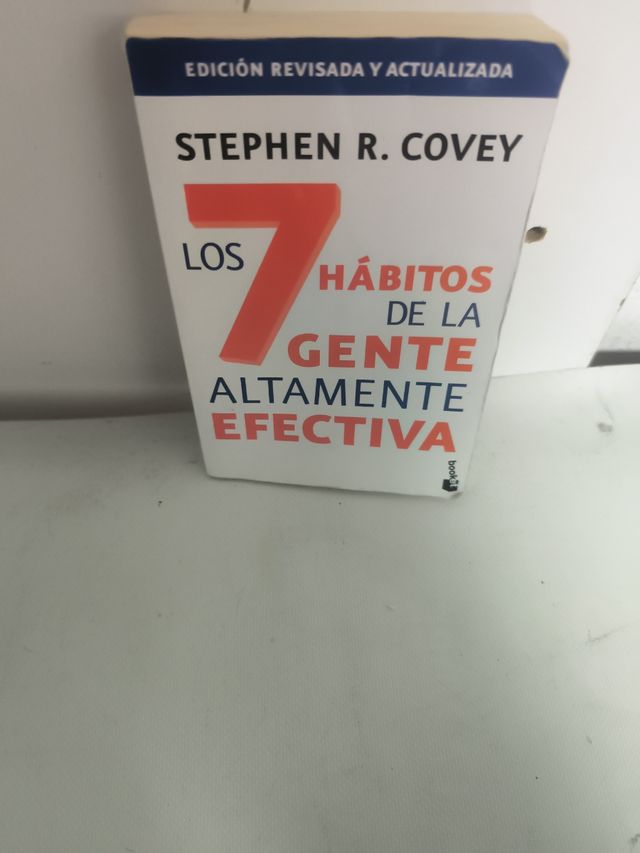 EDICIÓN REVISADA Y ACTUALIZADA
STEPHEN R. COVEY
LOS 7 HÁBITOS
DE LA
GENTE
ALTAMENTE
EFECTIVA
booket